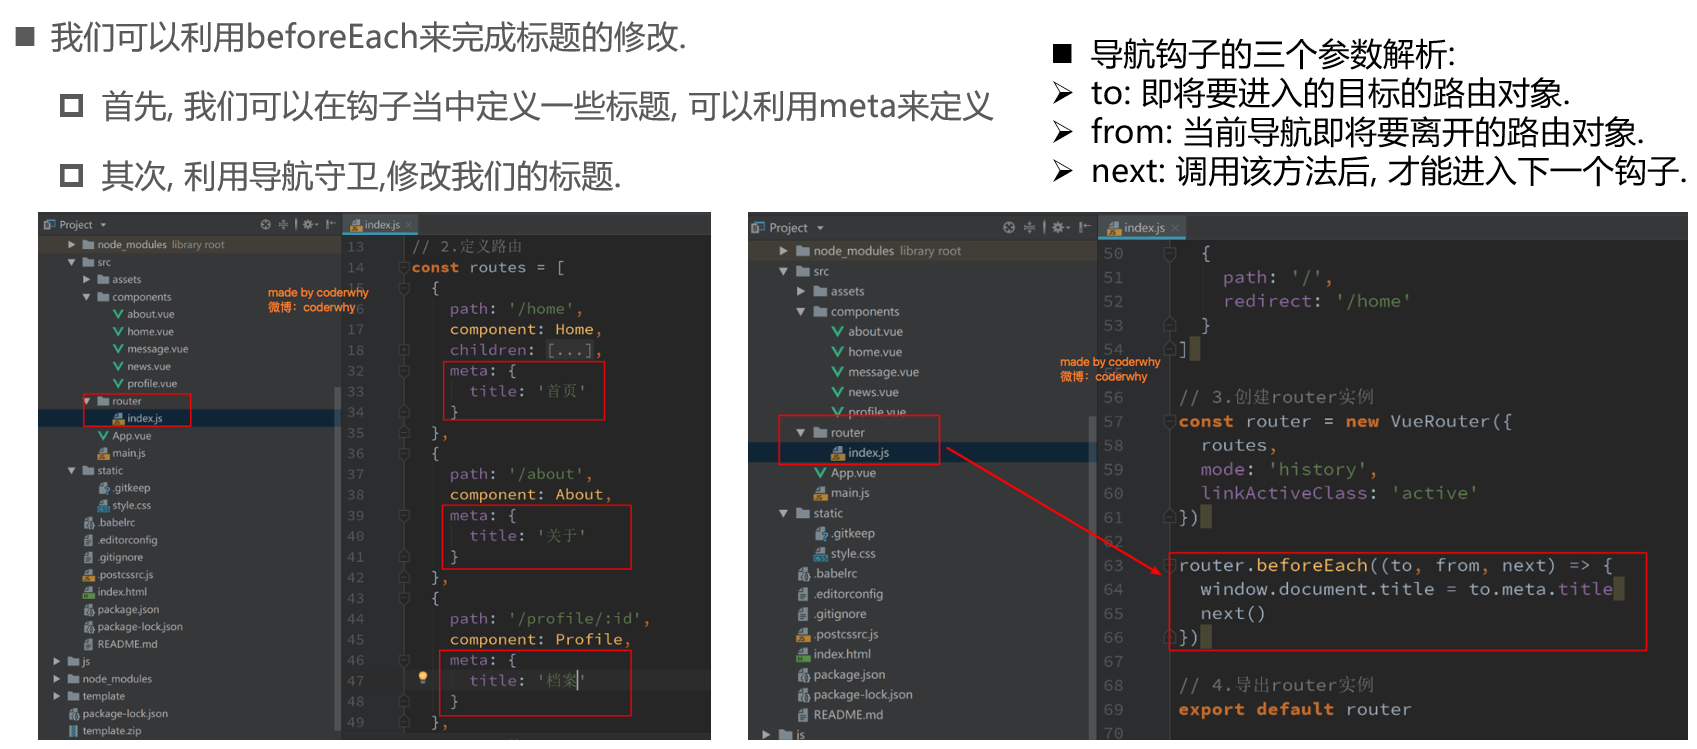 我们可以利用beforeEach来完成标题的修改.
首先, 我们可以在钩子当中定义一些标题, 可以利用meta来定义
其次, 利用导航守卫,修改我们的标题.
导航钩子的三个参数解析:
to: 即将要进入的目标的路由对象.
from: 当前导航即将要离开的路由对象.
next: 调用该方法后, 才能进入下一个钩子.
Project
node_modules library root
src
assets
components
about.vue
home.vue
message.vue
news.vue
profile.vue
router
index.js
App.vue
main.js
static
.gitkeep
style.css
.babelrc
.editorconfig
.gitignore
.postcssrc.js
index.html
package.json
package-lock.json
README.md
js
node_modules
template
package-lock.json
template.zip
made by coderwhy
微博: coderwhy
index.js
13 // 2.定义路由
14 const routes = [
15 {
16 path: '/home',
17 component: Home,
18 children: [...],
32 meta: {
33 title: '首页'
34 }
35 },
36 {
37 path: '/about',
38 component: About,
39 meta: {
40 title: '关于'
41 }
42 },
43 {
44 path: '/profile/:id',
45 component: Profile,
46 meta: {
47 title: '档案'
48 }
49 },
Project
node_modules library root
src
assets
components
about.vue
home.vue
message.vue
news.vue
profile.vue
router
index.js
App.vue
main.js
static
.gitkeep
style.css
.babelrc
.editorconfig
.gitignore
.postcssrc.js
index.html
package.json
package-lock.json
README.md
js
made by coderwhy
微博: coderwhy
index.js
50 {
51 path: '/',
52 redirect: '/home'
53 }
54 ]
55
56 // 3.创建router实例
57 const router = new VueRouter({
58 routes,
59 mode: 'history',
60 linkActiveClass: 'active'
61 })
62
63 router.beforeEach((to, from, next) => {
64 window.document.title = to.meta.title
65 next()
66 })
67
68 // 4.导出router实例
69 export default router
70